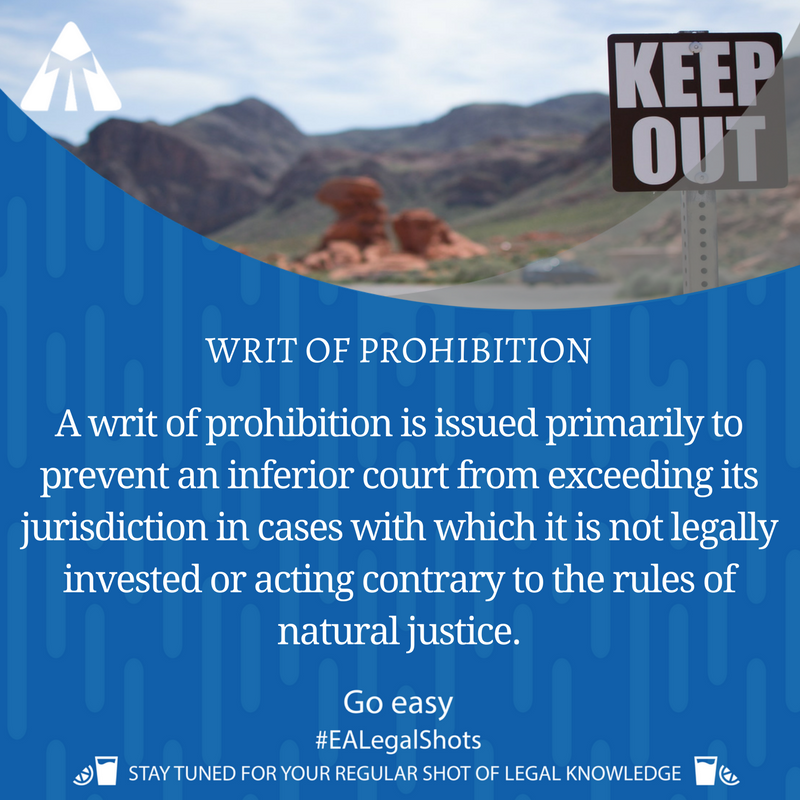 KEEP
OUT
WRIT OF PROHIBITION
A writ of prohibition is issued primarily to
prevent an inferior court from exceeding its
jurisdiction in cases with which it is not legally
invested or acting contrary to the rules of
natural justice.
Go easy
#EALegalShots
STAY TUNED FOR YOUR REGULAR SHOT OF LEGAL KNOWLEDGE